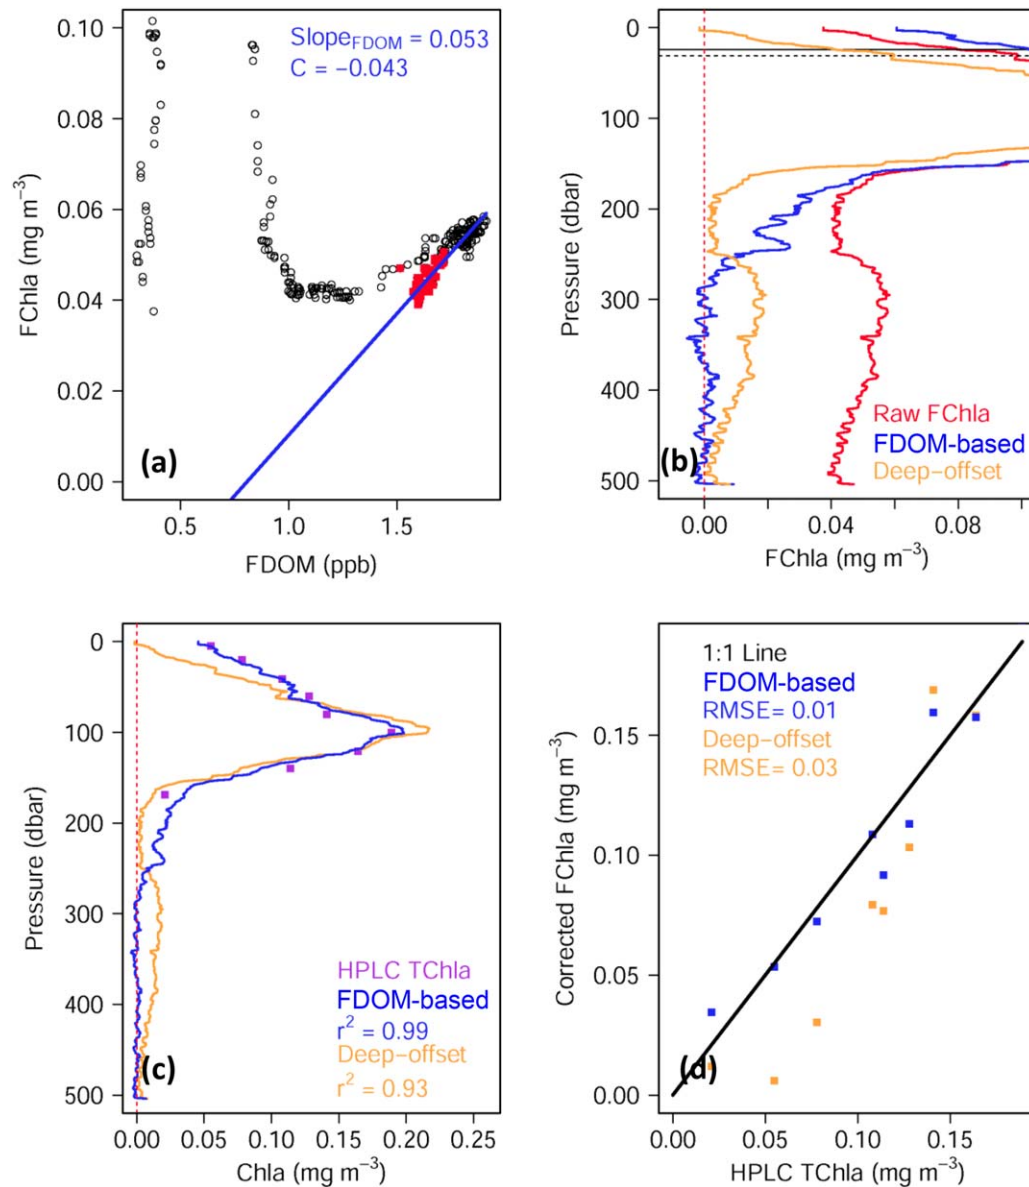 0.10
0.08
0.06
0.04
0.02
0.00
FChla (mg m⁻³)
Slope_FDOM = 0.053
C = −0.043
(a)
0.5 1.0 1.5
FDOM (ppb)
0
100
200
300
400
500
Pressure (dbar)
Raw FChla
FDOM-based
Deep−offset
(b)
0.00 0.04 0.08
FChla (mg m⁻³)
0
100
200
300
400
500
Pressure (dbar)
HPLC TChla
FDOM-based
r² = 0.99
Deep−offset
r² = 0.93
(c)
0.00 0.05 0.10 0.15 0.20 0.25
Chla (mg m⁻³)
0.15
0.10
0.05
0.00
Corrected FChla (mg m⁻³)
1:1 Line
FDOM-based
RMSE= 0.01
Deep−offset
RMSE= 0.03
(d)
0.00 0.05 0.10 0.15
HPLC TChla (mg m⁻³)